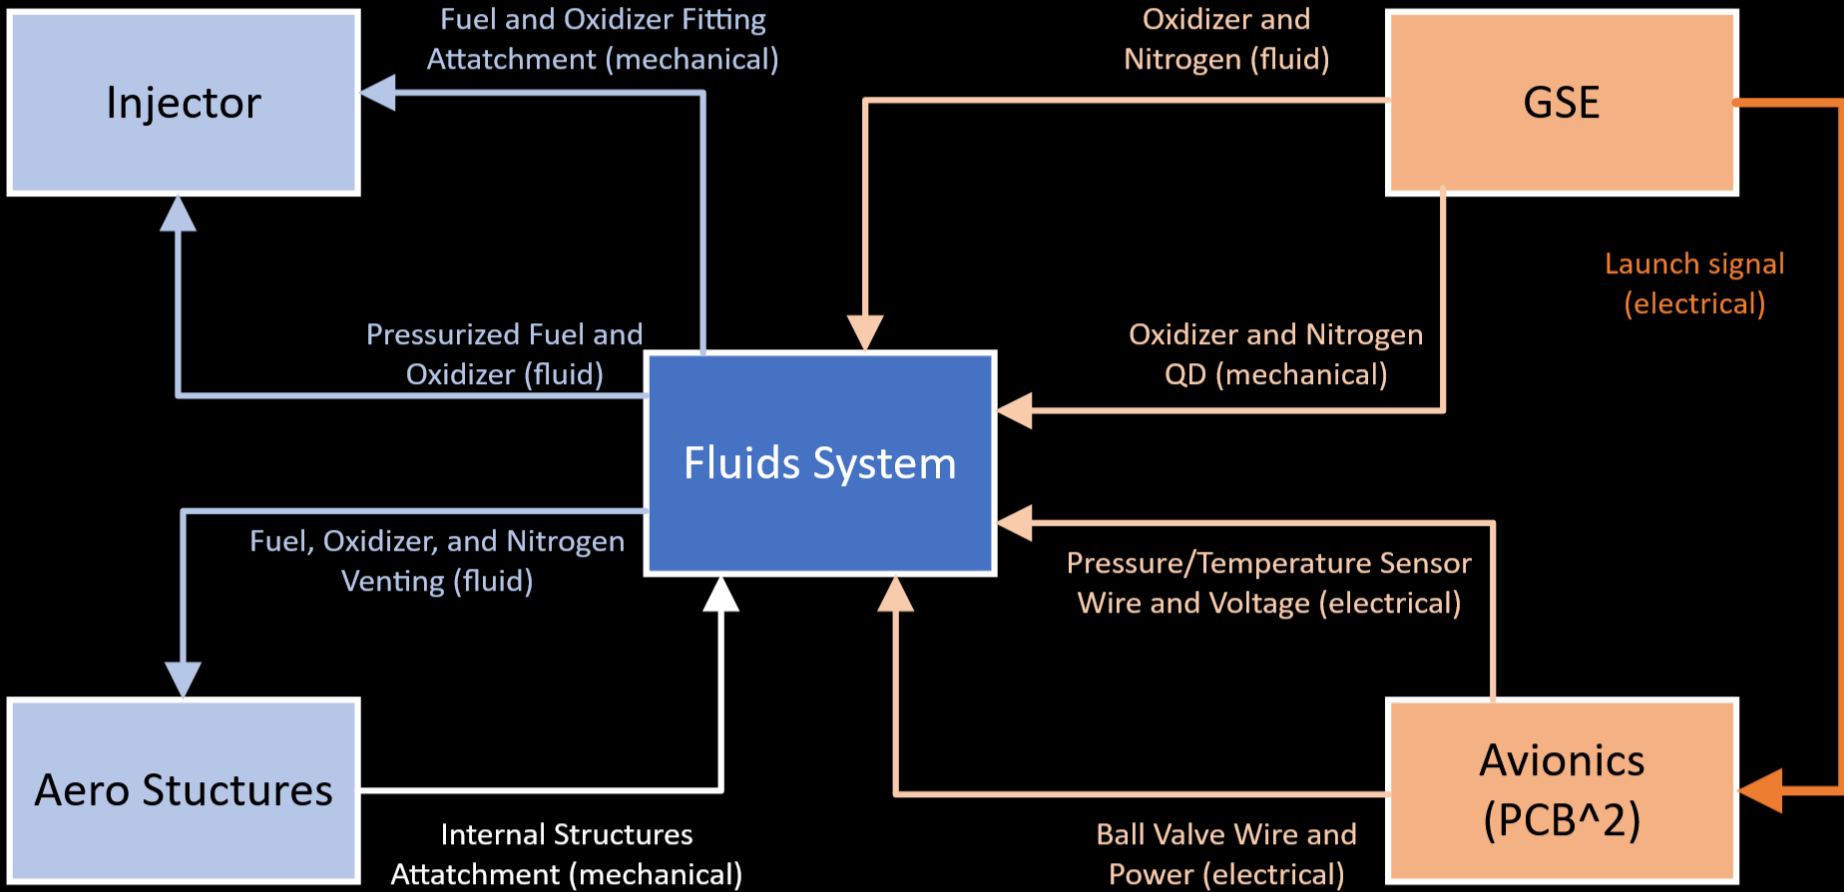 Fuel and Oxidizer Fitting
Attatchment (mechanical)
Oxidizer and
Nitrogen (fluid)
Injector
GSE
Launch signal
(electrical)
Pressurized Fuel and
Oxidizer (fluid)
Oxidizer and Nitrogen
QD (mechanical)
Fluids System
Fuel, Oxidizer, and Nitrogen
Venting (fluid)
Pressure/Temperature Sensor
Wire and Voltage (electrical)
Aero Stuctures
Avionics
(PCB^2)
Internal Structures
Attatchment (mechanical)
Ball Valve Wire and
Power (electrical)